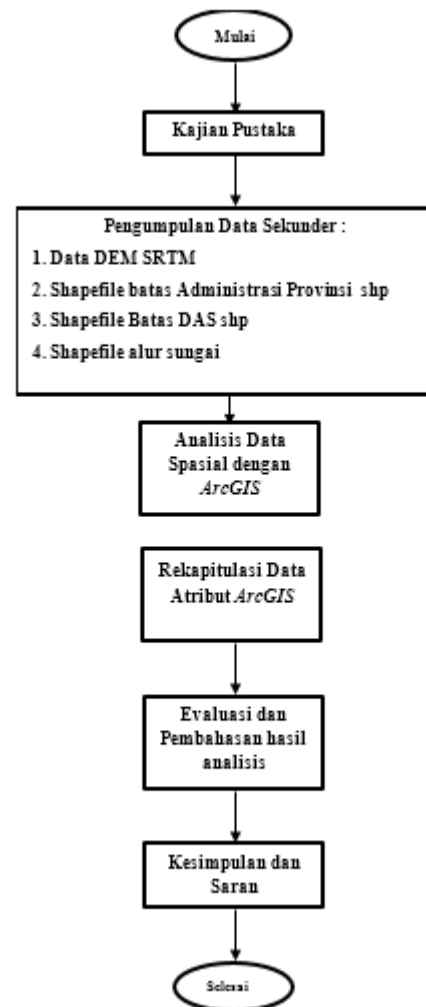 Mulai
Kajian Pustaka
Pengumpulan Data Sekunder :
1. Data DEM SRTM
2. Shapefile batas Administrasi Provinsi shp
3. Shapefile Batas DAS shp
4. Shapefile alur sungai
Analisis Data
Spasial dengan
ArcGIS
Rekapitulasi Data
Atribut ArcGIS
Evaluasi dan
Pembahasan hasil
analisis
Kesimpulan dan
Saran
Selesai